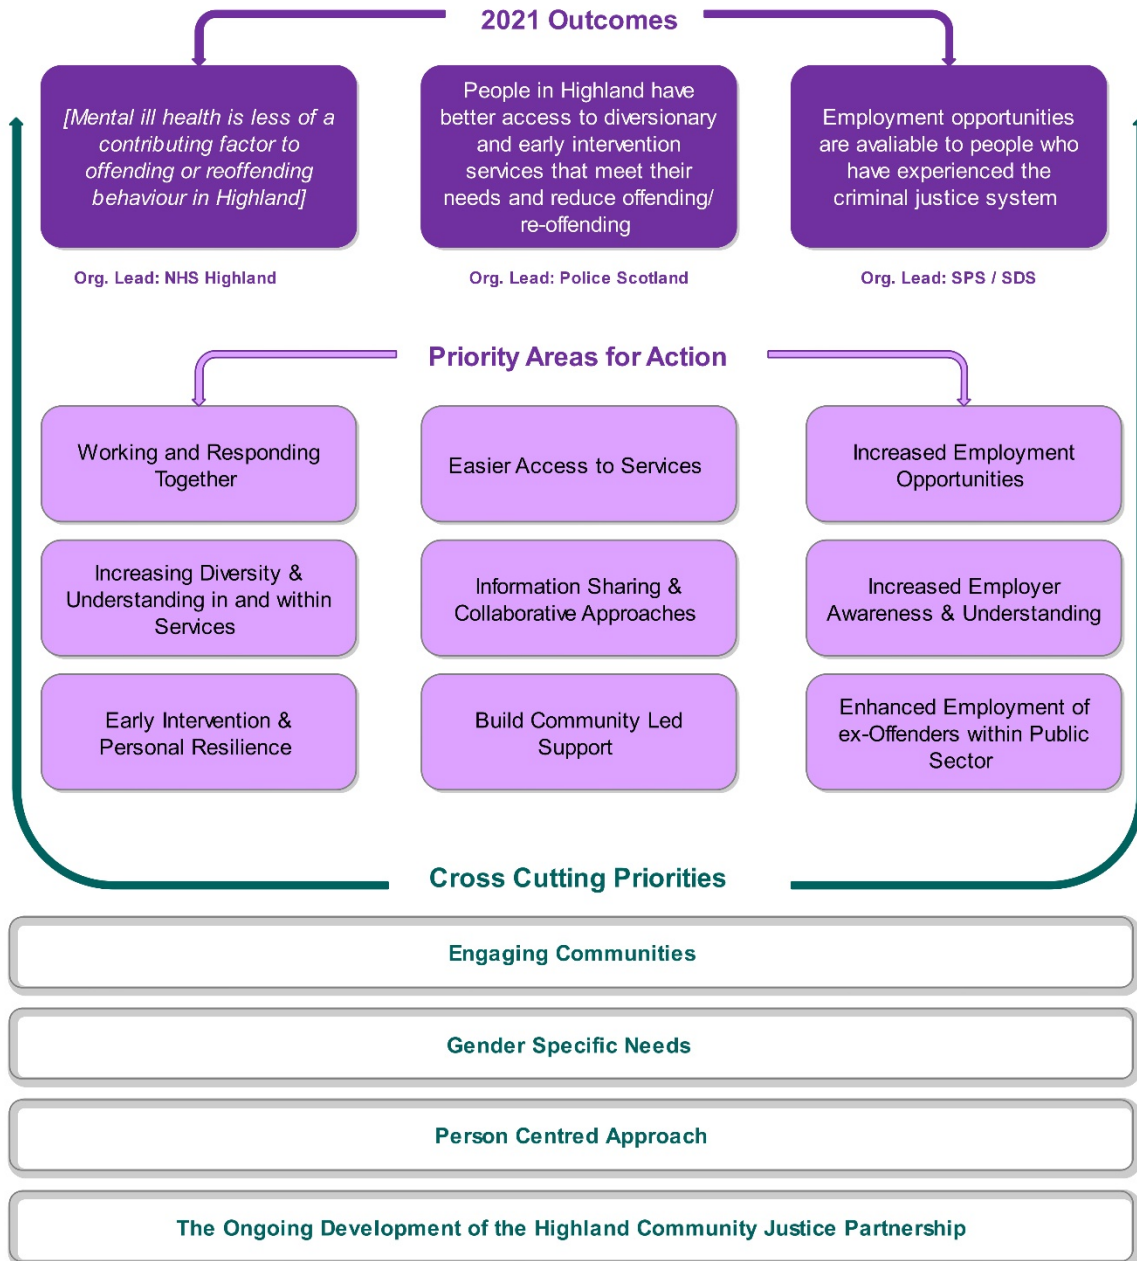 2021 Outcomes
[Mental ill health is less of a
contributing factor to
offending or reoffending
behaviour in Highland]
Org. Lead: NHS Highland
People in Highland have
better access to diversionary
and early intervention
services that meet their
needs and reduce offending/
re-offending
Org. Lead: Police Scotland
Employment opportunities
are avaliable to people who
have experienced the
criminal justice system
Org. Lead: SPS / SDS
Priority Areas for Action
Working and Responding
Together
Easier Access to Services
Increased Employment
Opportunities
Increasing Diversity &
Understanding in and within
Services
Information Sharing &
Collaborative Approaches
Increased Employer
Awareness & Understanding
Early Intervention &
Personal Resilience
Build Community Led
Support
Enhanced Employment of
ex-Offenders within Public
Sector
Cross Cutting Priorities
Engaging Communities
Gender Specific Needs
Person Centred Approach
The Ongoing Development of the Highland Community Justice Partnership